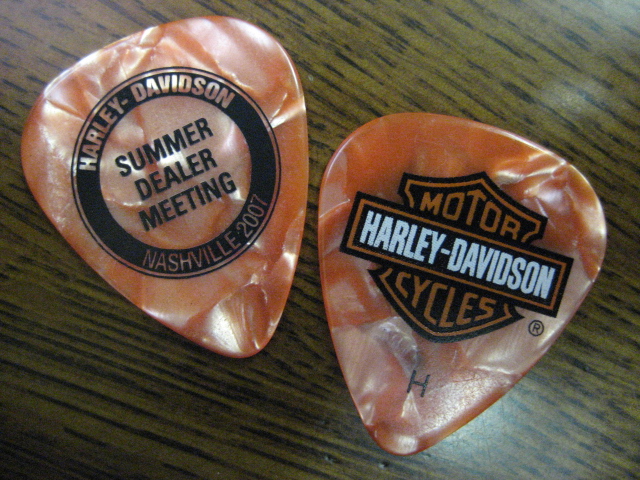 HARLEY-DAVIDSON
SUMMER
DEALER
MEETING
NASHVILLE-2007
MOTOR
HARLEY-DAVIDSON
CYCLES
®
H